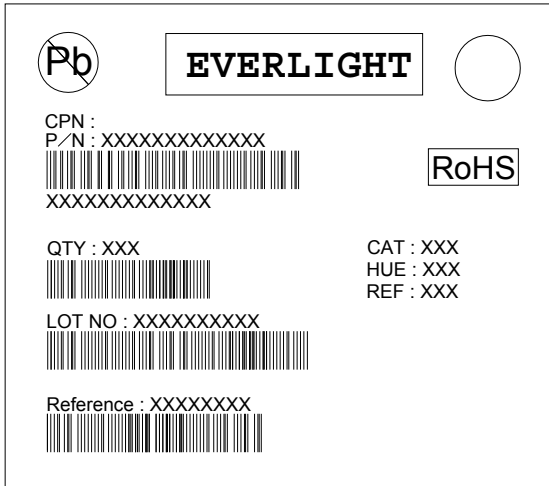 Pb
EVERLIGHT
CPN :
P/N : XXXXXXXXXXXXX
RoHS
XXXXXXXXXXXXX
QTY : XXX
CAT : XXX
HUE : XXX
REF : XXX
LOT NO : XXXXXXXXXX
Reference : XXXXXXXX